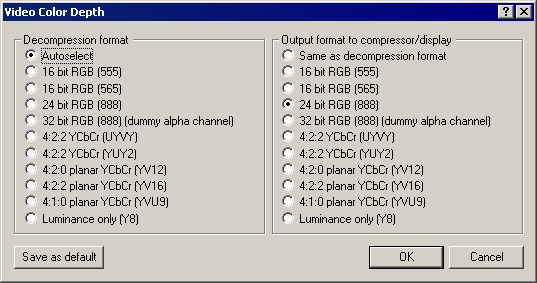 Video Color Depth
Decompression format
Autoselect
16 bit RGB (555)
16 bit RGB (565)
24 bit RGB (888)
32 bit RGB (888) (dummy alpha channel)
4:2:2 YCbCr (UYVY)
4:2:2 YCbCr (YUY2)
4:2:0 planar YCbCr (YV12)
4:2:2 planar YCbCr (YV16)
4:1:0 planar YCbCr (YVU9)
Luminance only (Y8)
Output format to compressor/display
Same as decompression format
16 bit RGB (555)
16 bit RGB (565)
24 bit RGB (888)
32 bit RGB (888) (dummy alpha channel)
4:2:2 YCbCr (UYVY)
4:2:2 YCbCr (YUY2)
4:2:0 planar YCbCr (YV12)
4:2:2 planar YCbCr (YV16)
4:1:0 planar YCbCr (YVU9)
Luminance only (Y8)
Save as default
OK
Cancel